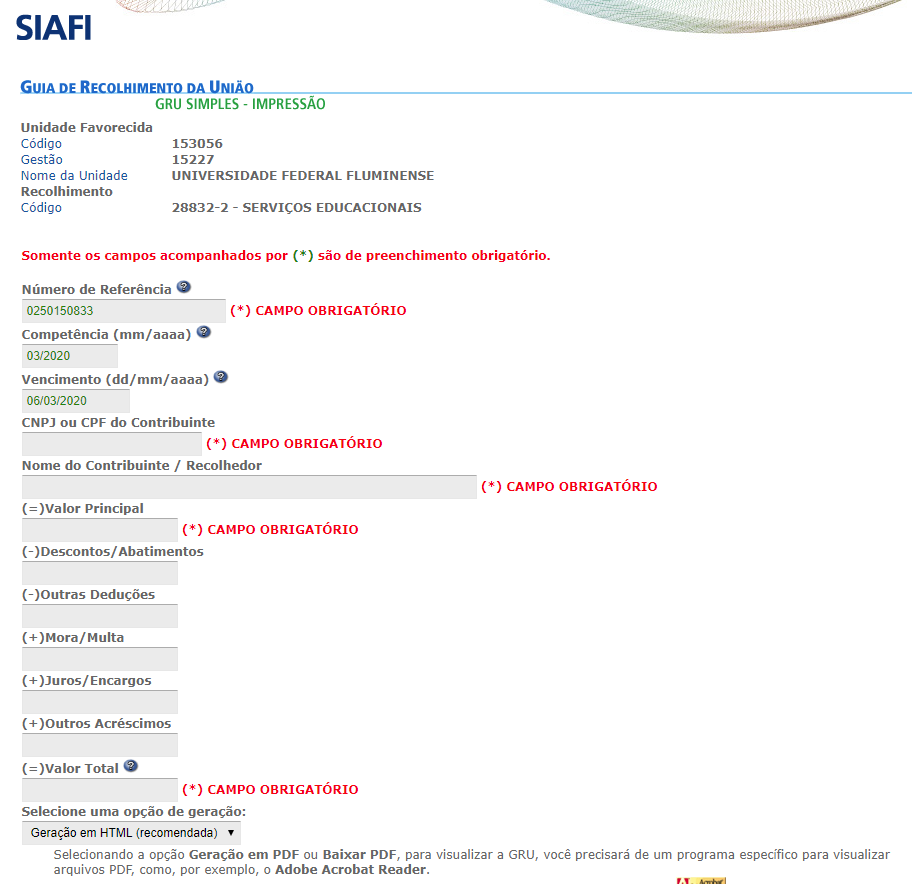 SIAFI
GUIA DE RECOLHIMENTO DA UNIÃO
GRU SIMPLES - IMPRESSÃO
Unidade Favorecida
Código 153056
Gestão 15227
Nome da Unidade UNIVERSIDADE FEDERAL FLUMINENSE
Recolhimento
Código 28832-2 - SERVIÇOS EDUCACIONAIS
Somente os campos acompanhados por (*) são de preenchimento obrigatório.
Número de Referência ?
0250150833 (*) CAMPO OBRIGATÓRIO
Competência (mm/aaaa) ?
03/2020
Vencimento (dd/mm/aaaa) ?
06/03/2020
CNPJ ou CPF do Contribuinte
(*) CAMPO OBRIGATÓRIO
Nome do Contribuinte / Recolhedor
(*) CAMPO OBRIGATÓRIO
(=)Valor Principal
(*) CAMPO OBRIGATÓRIO
(-)Descontos/Abatimentos
(-)Outras Deduções
(+)Mora/Multa
(+)Juros/Encargos
(+)Outros Acréscimos
(=)Valor Total ?
(*) CAMPO OBRIGATÓRIO
Selecione uma opção de geração:
Geração em HTML (recomendada)
Selecionando a opção Geração em PDF ou Baixar PDF, para visualizar a GRU, você precisará de um programa específico para visualizar
arquivos PDF, como, por exemplo, o Adobe Acrobat Reader.
Acrobat